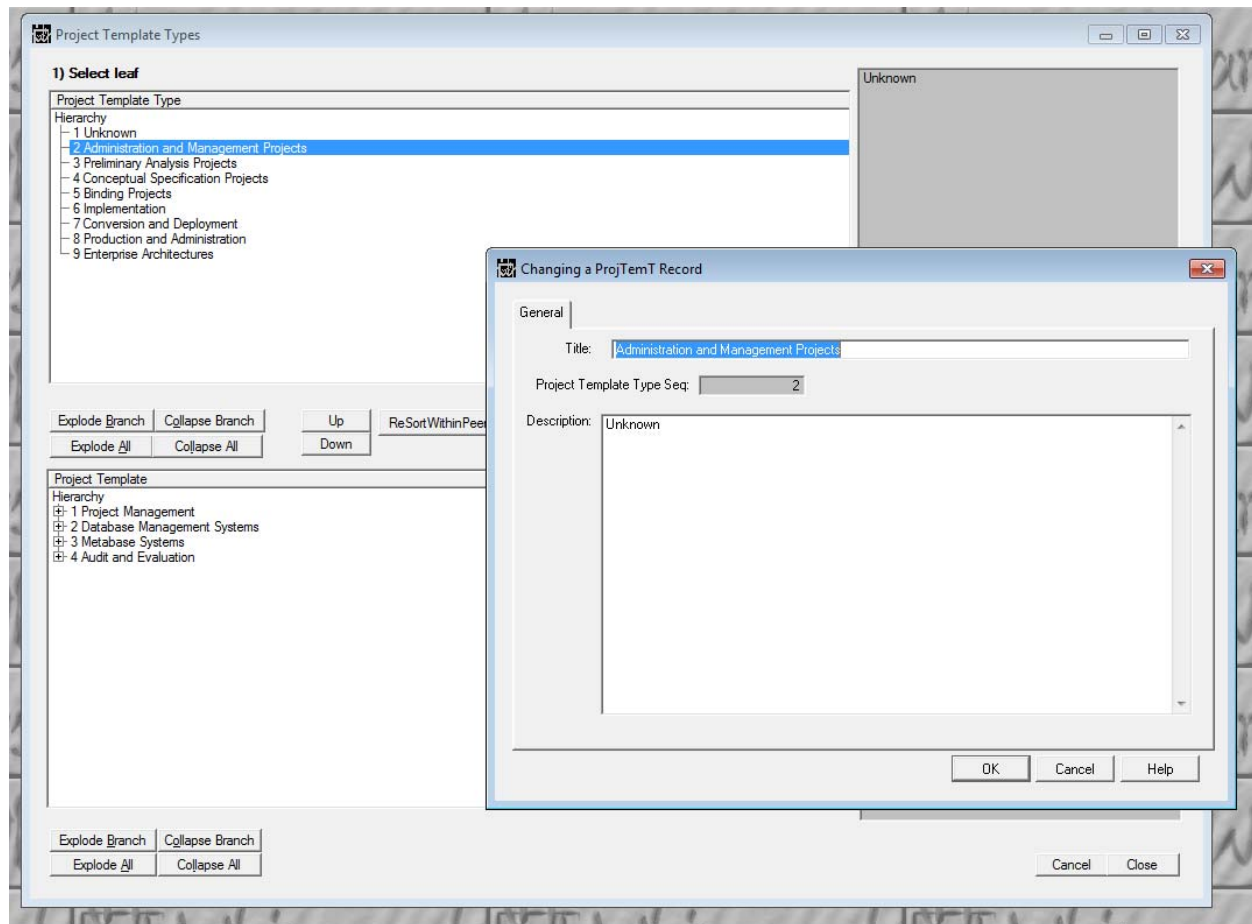 Project Template Types
1) Select leaf
Project Template Type
Hierarchy
1 Unknown
2 Administration and Management Projects
3 Preliminary Analysis Projects
4 Conceptual Specification Projects
5 Binding Projects
6 Implementation
7 Conversion and Deployment
8 Production and Administration
9 Enterprise Architectures
Unknown
Explode Branch Collapse Branch Up ReSortWithinPeer
Explode All Collapse All Down
Project Template
Hierarchy
1 Project Management
2 Database Management Systems
3 Metabase Systems
4 Audit and Evaluation
Explode Branch Collapse Branch
Explode All Collapse All
Cancel Close
Changing a ProjTemT Record
General
Title: Administration and Management Projects
Project Template Type Seq: 2
Description: Unknown
OK Cancel Help